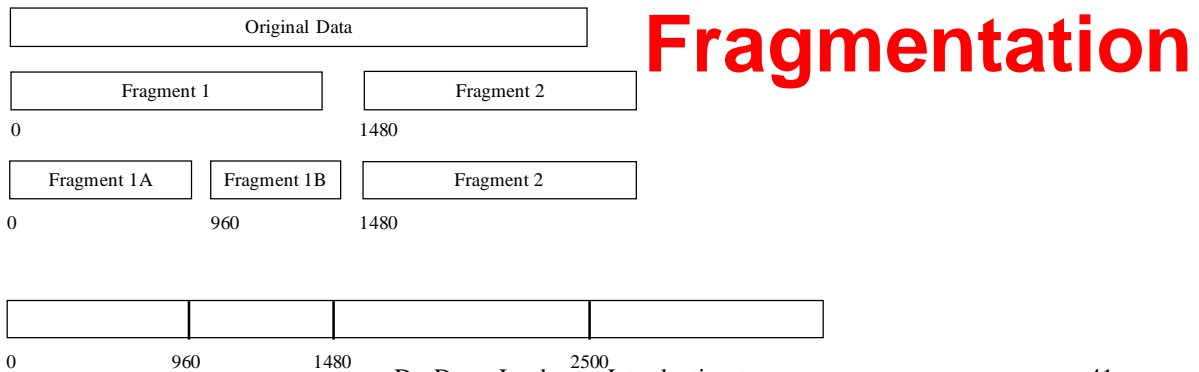 Original Data
Fragmentation
Fragment 1 Fragment 2
0 1480
Fragment 1A Fragment 1B Fragment 2
0 960 1480
0 960 1480 2500